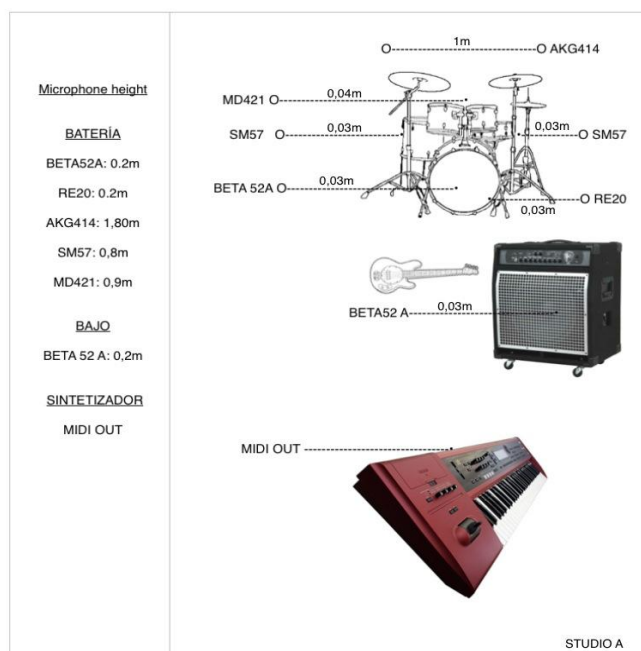 Microphone height
BATERÍA
BETA52A: 0.2m
RE20: 0.2m
AKG414: 1,80m
SM57: 0,8m
MD421: 0,9m
BAJO
BETA 52 A: 0,2m
SINTETIZADOR
MIDI OUT
1m
O O AKG414
MD421 O 0,04m
SM57 O 0,03m 0,03m O SM57
BETA 52A O 0,03m
O RE20
0,03m
BETA52 A 0,03m
MIDI OUT
STUDIO A